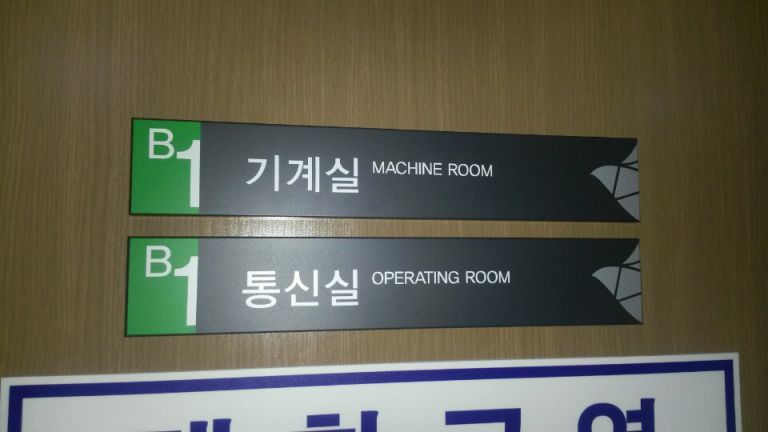 B1 기계실 MACHINE ROOM
B1 통신실 OPERATING ROOM